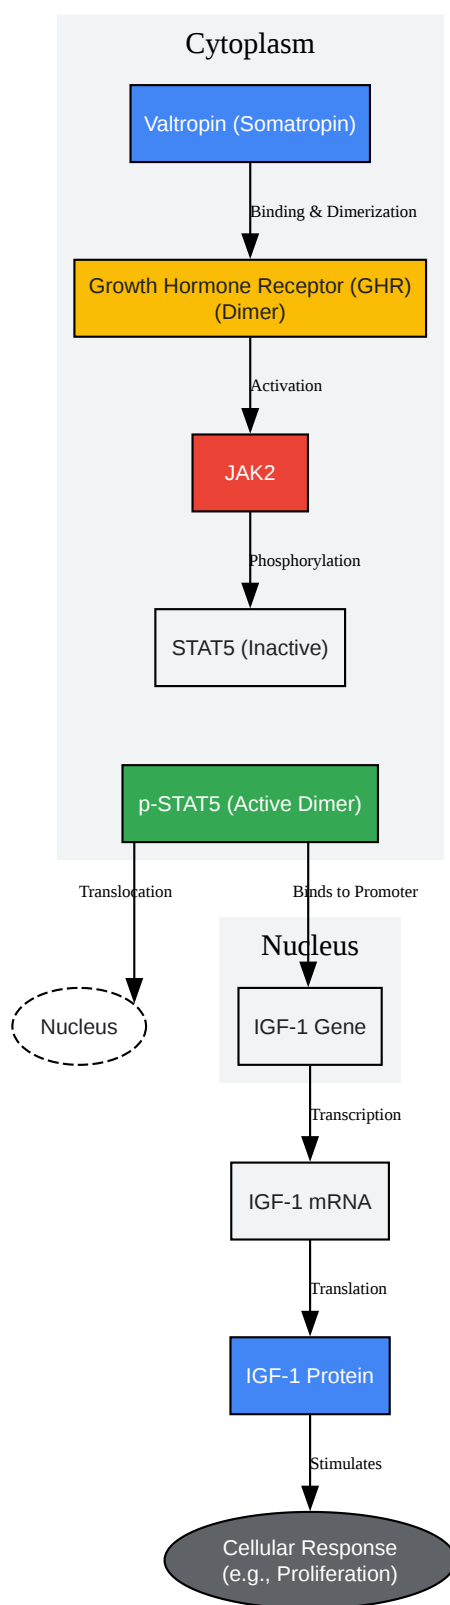 Cytoplasm
Valtropin (Somatropin)
Binding & Dimerization
Growth Hormone Receptor (GHR)
(Dimer)
Activation
JAK2
Phosphorylation
STAT5 (Inactive)
p-STAT5 (Active Dimer)
Translocation
Binds to Promoter
Nucleus
Nucleus
IGF-1 Gene
Transcription
IGF-1 mRNA
Translation
IGF-1 Protein
Stimulates
Cellular Response
(e.g., Proliferation)